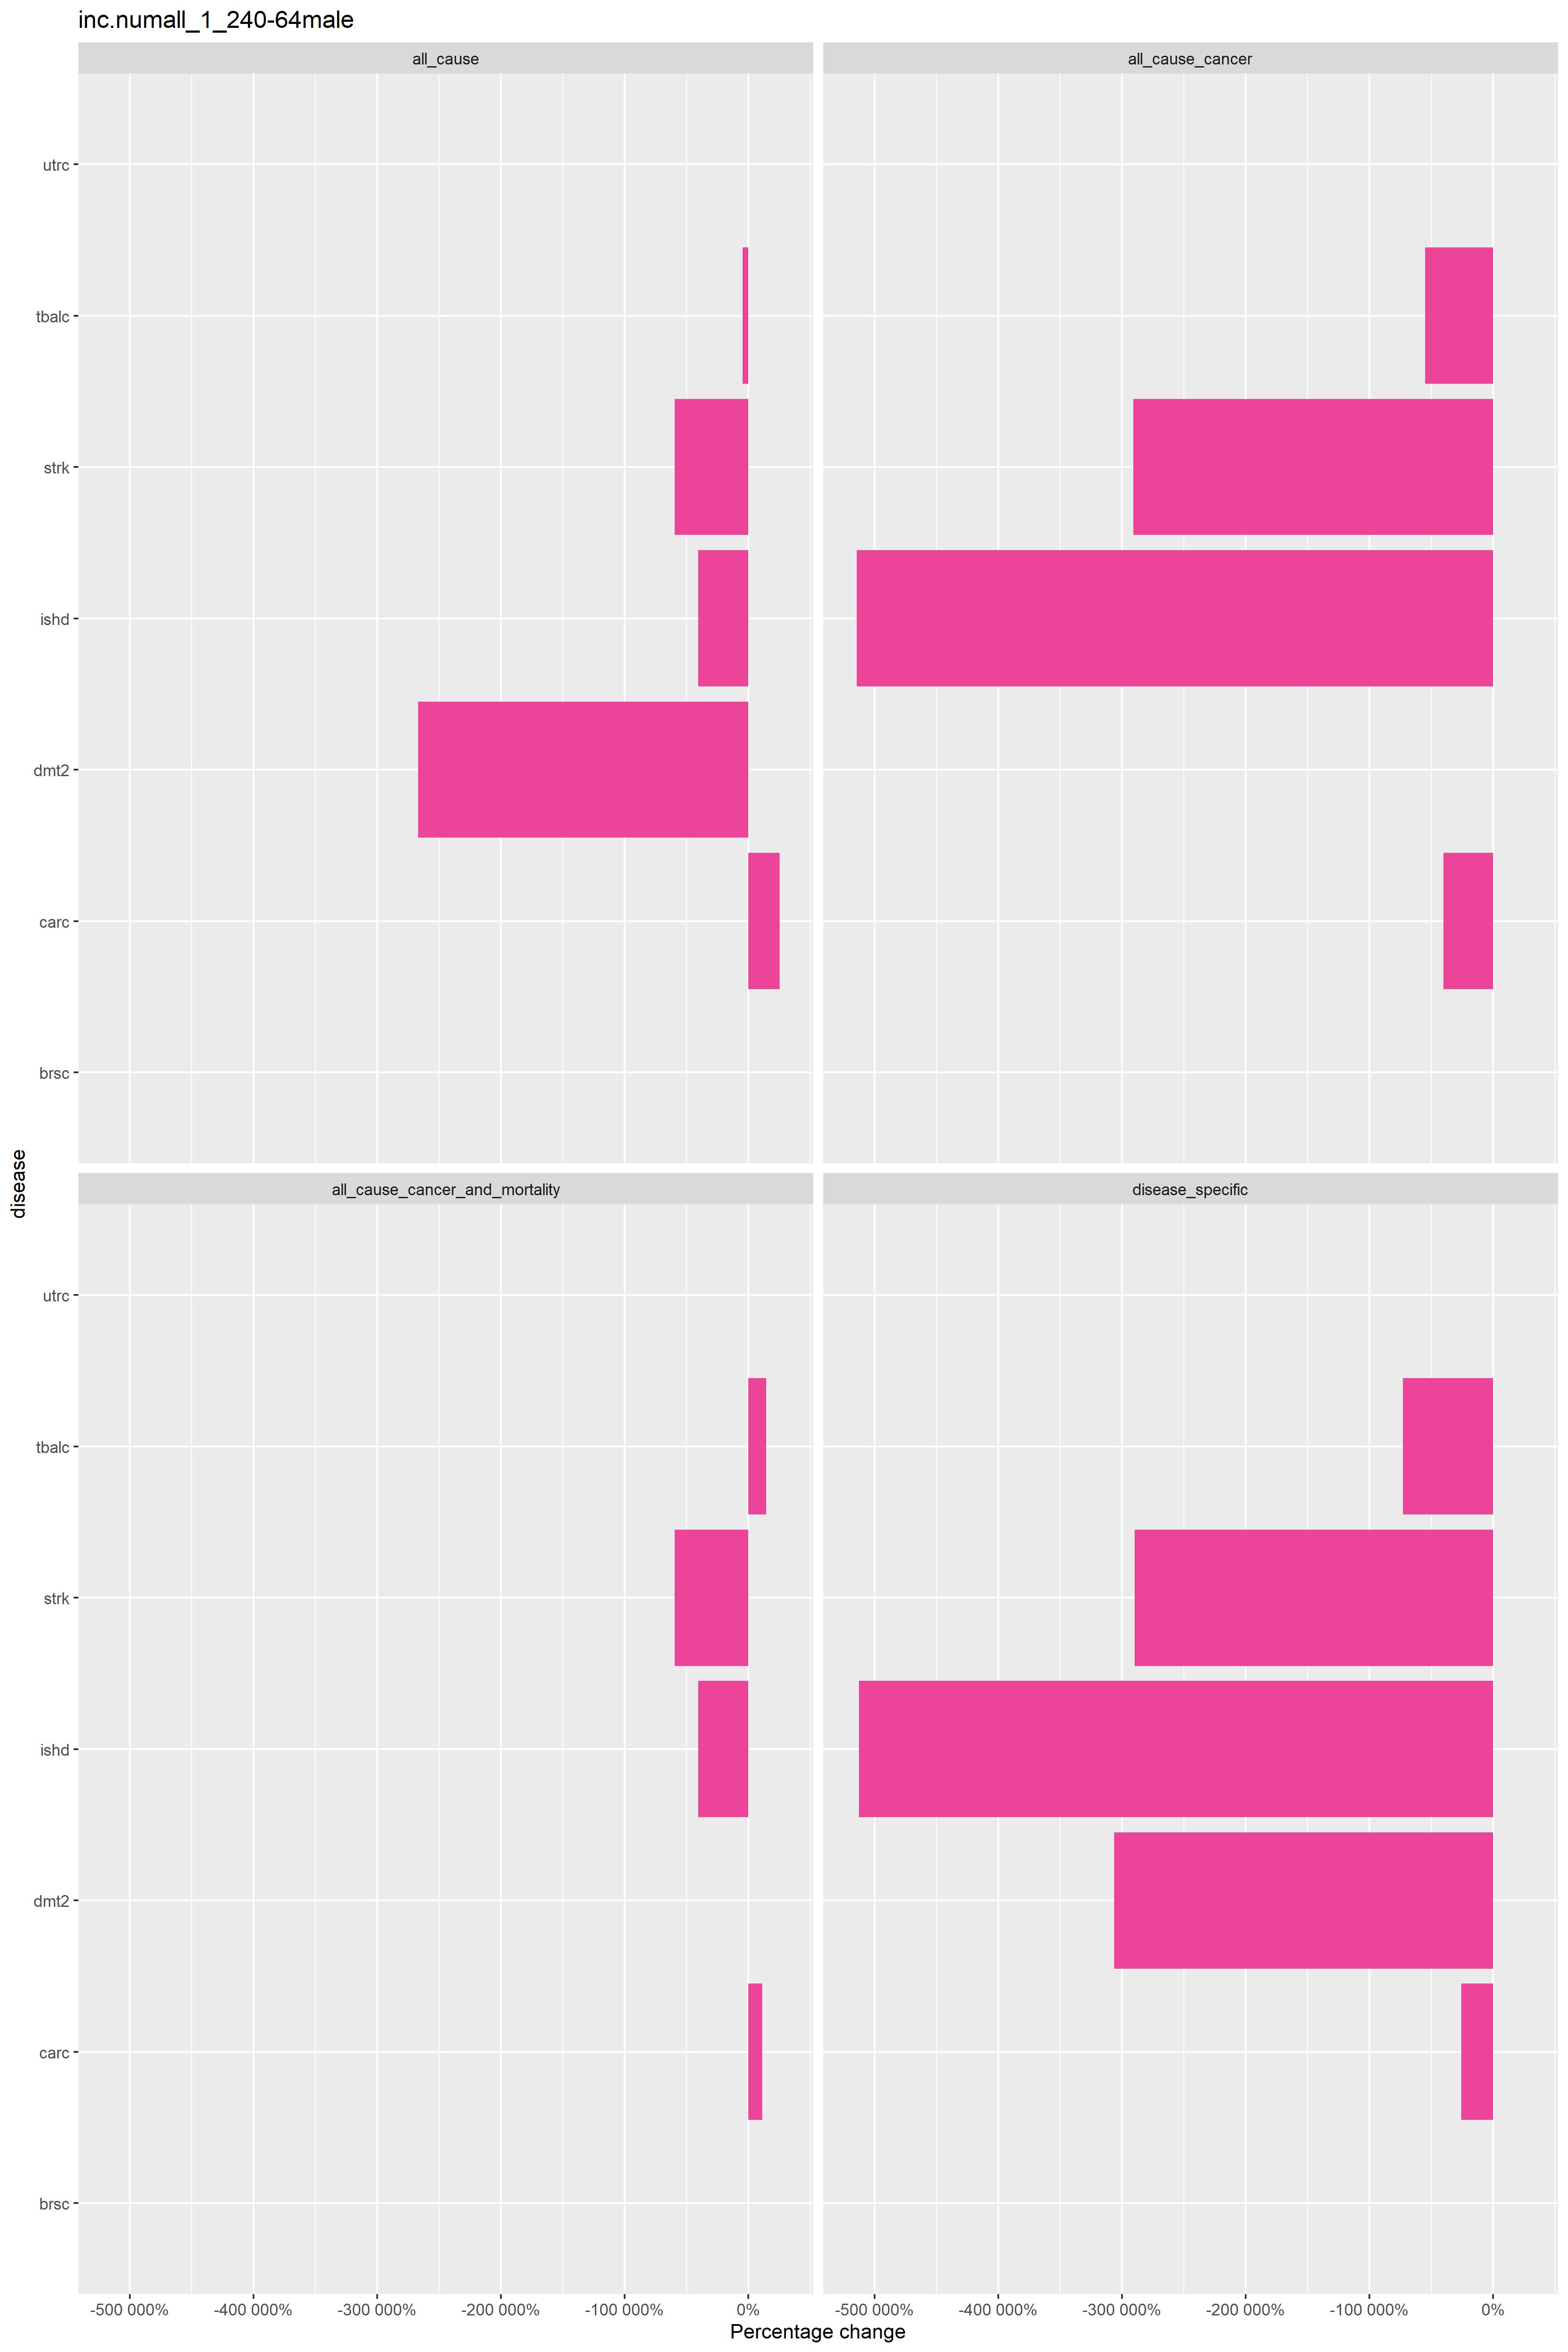 inc.numall_1_240-64male
all_cause
all_cause_cancer
utrc
tbalc
strk
ishd
dmt2
carc
brsc
disease
all_cause_cancer_and_mortality
disease_specific
utrc
tbalc
strk
ishd
dmt2
carc
brsc
-500 000% -400 000% -300 000% -200 000% -100 000% 0%
-500 000% -400 000% -300 000% -200 000% -100 000% 0%
Percentage change